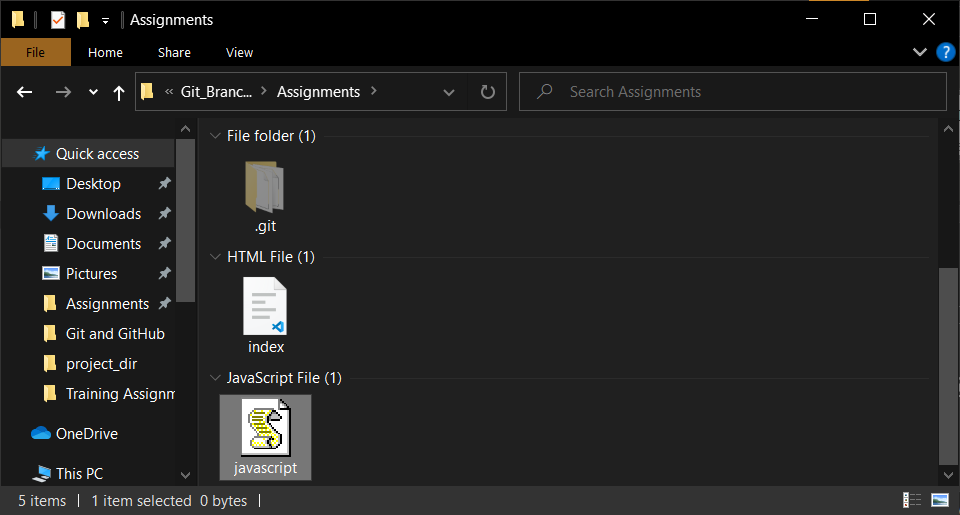 Assignments
File Home Share View
« Git_Branc... > Assignments >
Search Assignments
Quick access
Desktop
Downloads
Documents
Pictures
Assignments
Git and GitHub
project_dir
Training Assignm
OneDrive
This PC
File folder (1)
.git
HTML File (1)
index
JavaScript File (1)
javascript
5 items 1 item selected 0 bytes